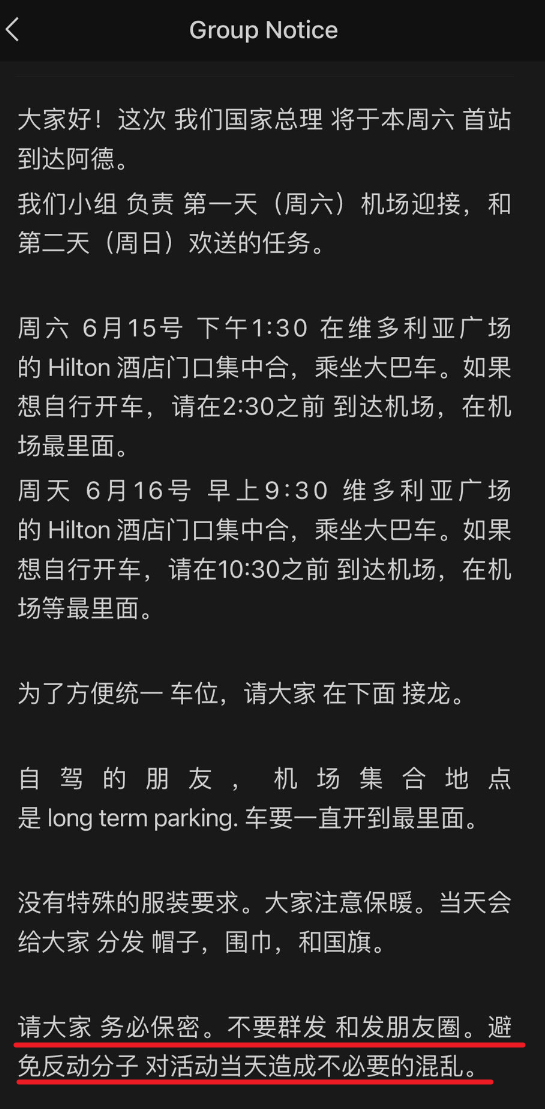 Group Notice
大家好！这次 我们国家总理 将于本周六 首站
到达阿德。
我们小组 负责 第一天（周六）机场迎接，和
第二天（周日）欢送的任务。
周六 6月15号 下午1:30 在维多利亚广场
的 Hilton 酒店门口集中合，乘坐大巴车。如果
想自行开车，请在2:30之前 到达机场，在机
场最里面。
周天 6月16号 早上9:30 维多利亚广场
的 Hilton 酒店门口集中合，乘坐大巴车。如果
想自行开车，请在10:30之前 到达机场，在机
场等最里面。
为了方便统一 车位，请大家 在下面 接龙。
自驾的朋友，机场集合地点
是 long term parking. 车要一直开到最里面。
没有特殊的服装要求。大家注意保暖。当天会
给大家 分发 帽子，围巾，和国旗。
请大家 务必保密。不要群发 和发朋友圈。避
免反动分子 对活动当天造成不必要的混乱。